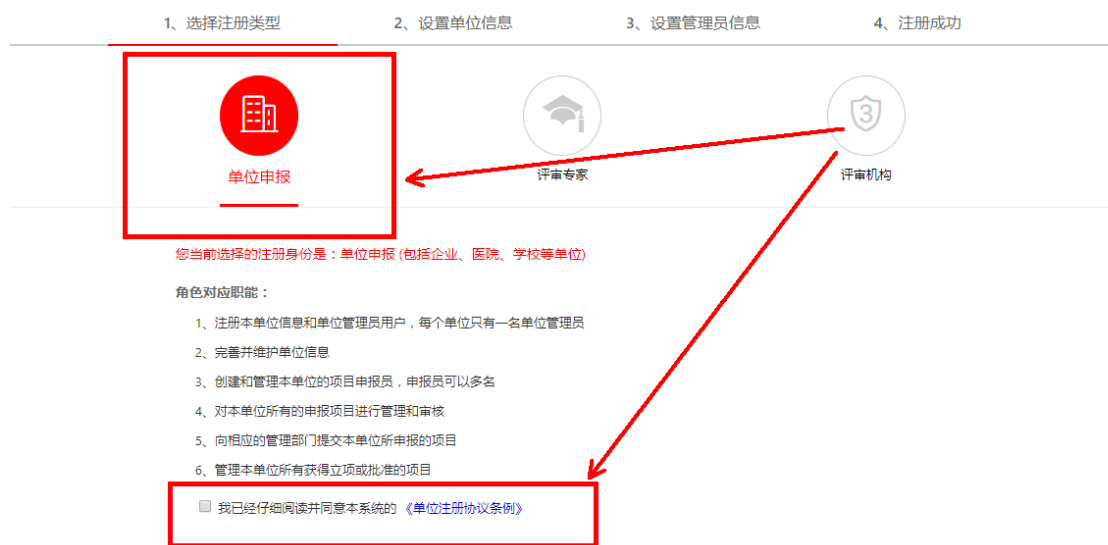 1、选择注册类型 2、设置单位信息 3、设置管理员信息 4、注册成功
3
单位申报 评审专家 评审机构
您当前选择的注册身份是：单位申报 (包括企业、医院、学校等单位)
角色对应职能：
1、注册本单位信息和单位管理员用户，每个单位只有一名单位管理员
2、完善并维护单位信息
3、创建和管理本单位的项目申报员，申报员可以多名
4、对本单位所有的申报项目进行管理和审核
5、向相应的管理部门提交本单位所申报的项目
6、管理本单位所有获得立项或批准的项目
我已经仔细阅读并同意本系统的 《单位注册协议条例》